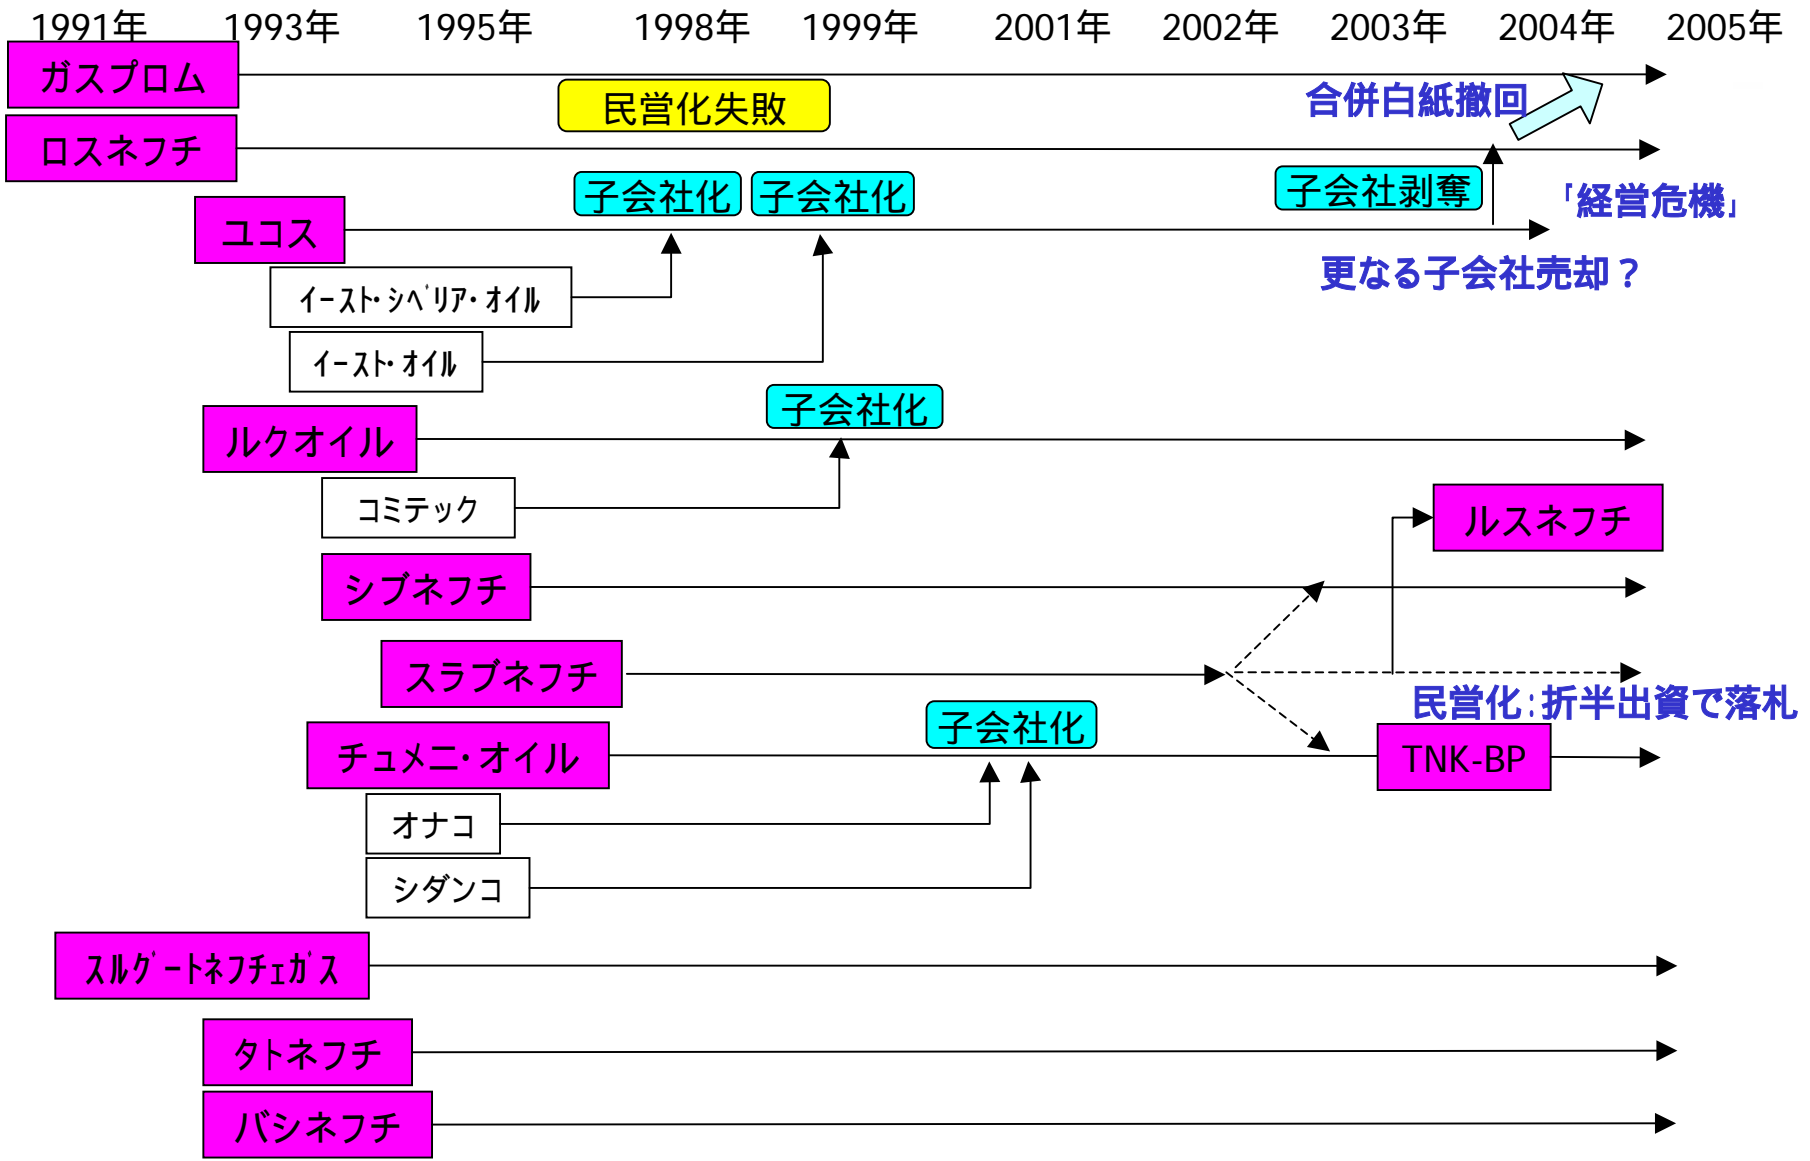 1991年 1993年 1995年 1998年 1999年 2001年 2002年 2003年 2004年 2005年
ガスプロム
民営化失敗
合併白紙撤回
ロスネフチ
子会社化 子会社化
子会社剥奪
「経営危機」
ユコス
更なる子会社売却？
ｲｰｽﾄ･ｼﾍﾞﾘｱ･ｵｲﾙ
ｲｰｽﾄ･ｵｲﾙ
子会社化
ルクオイル
コミテック
ルスネフチ
シブネフチ
スラブネフチ
民営化：折半出資で落札
子会社化
チュメニ・オイル
TNK-BP
オナコ
シダンコ
ｽﾙｸﾞｰﾄﾈﾌﾁｪｶﾞｽ
タトネフチ
バシネフチ